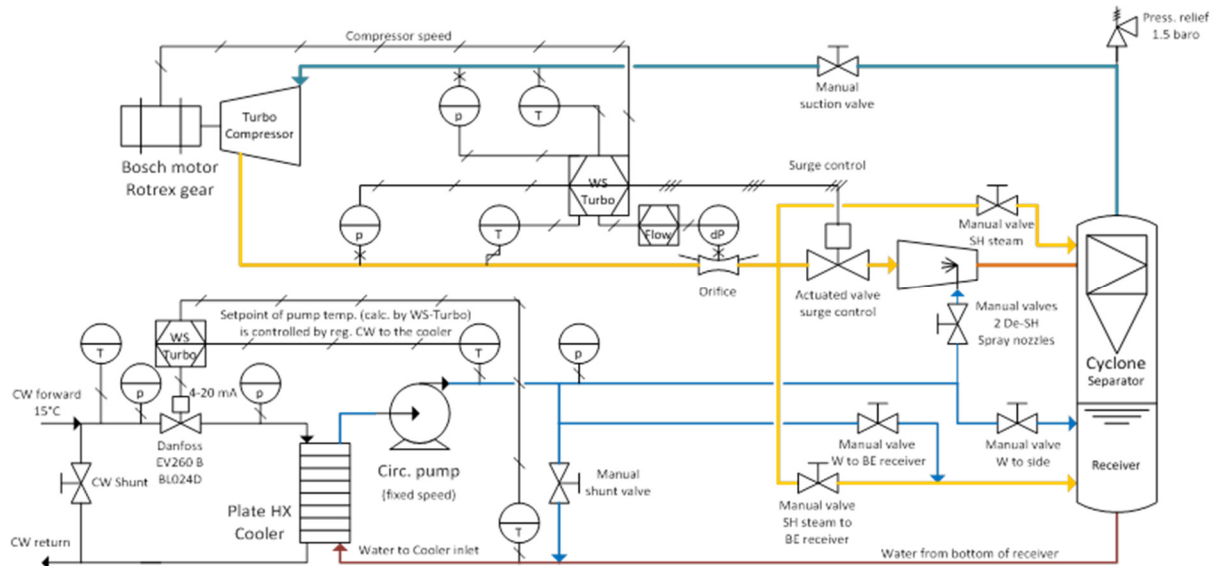 Press. relief
1.5 baro
Compressor speed
Manual
suction valve
Turbo
Compressor
p
T
Bosch motor
Rotrex gear
WS
Turbo
Surge control
p
T
Flow
dP
Manual valve
SH steam
Orifice
Actuated valve
surge control
Manual valves
2 De-SH
Spray nozzles
Cyclone
Separator
Setpoint of pump temp. (calc. by WS-Turbo)
is controlled by reg. CW to the cooler
WS
Turbo
T
T
p
CW forward
15°C
p
4-20 mA
p
Danfoss
EV260 B
BL024D
Circ. pump
(fixed speed)
Manual valve
W to BE receiver
Manual valve
W to side
Receiver
CW Shunt
Manual
shunt valve
Plate HX
Cooler
Manual valve
SH steam to
BE receiver
T
CW return
Water to Cooler inlet
Water from bottom of receiver